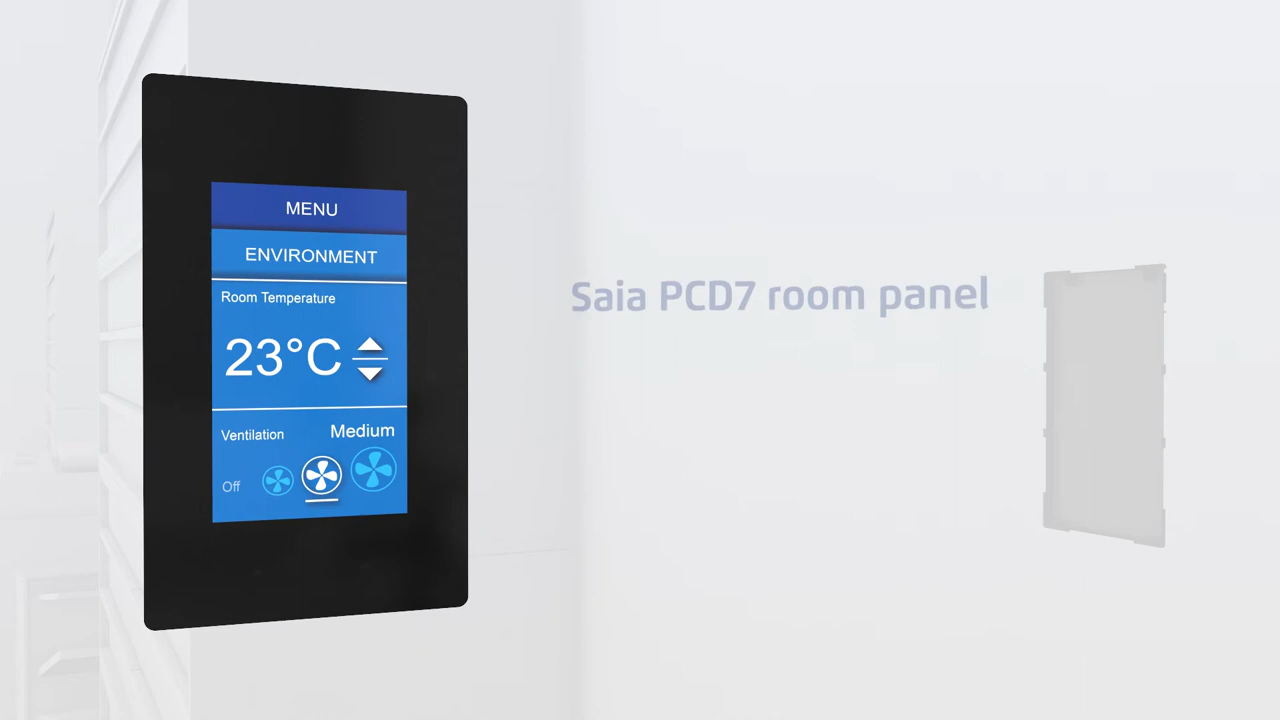 MENU
ENVIRONMENT
Room Temperature
23°C
Ventilation
Medium
Off
Saia PCD7 room panel